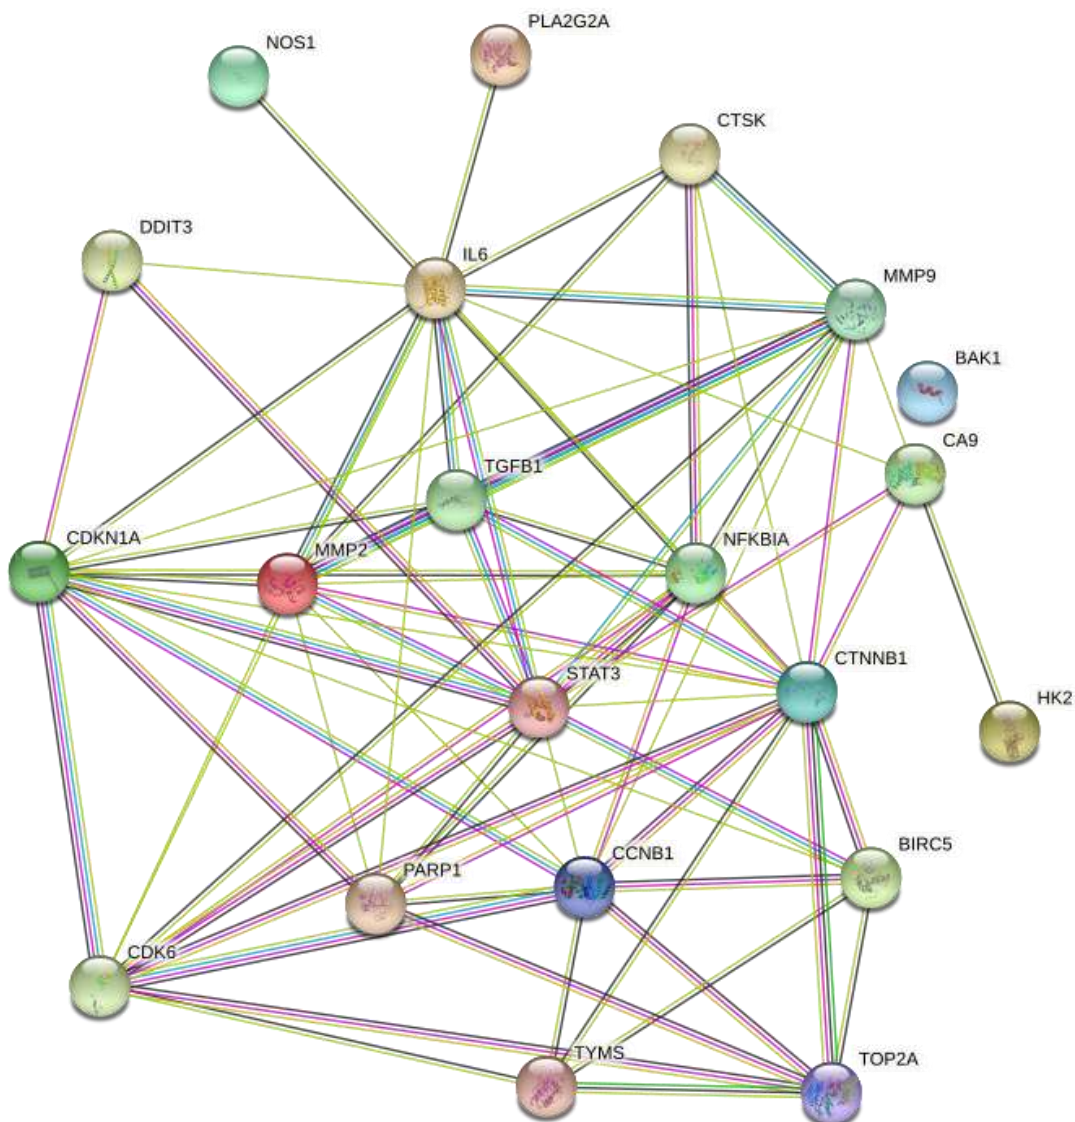 PLA2G2A
NOS1
CTSK
DDIT3
IL6
MMP9
BAK1
CA9
TGFB1
CDKN1A
MMP2
NFKBIA
CTNNB1
STAT3
HK2
BIRC5
CCNB1
PARP1
CDK6
TYMS
TOP2A